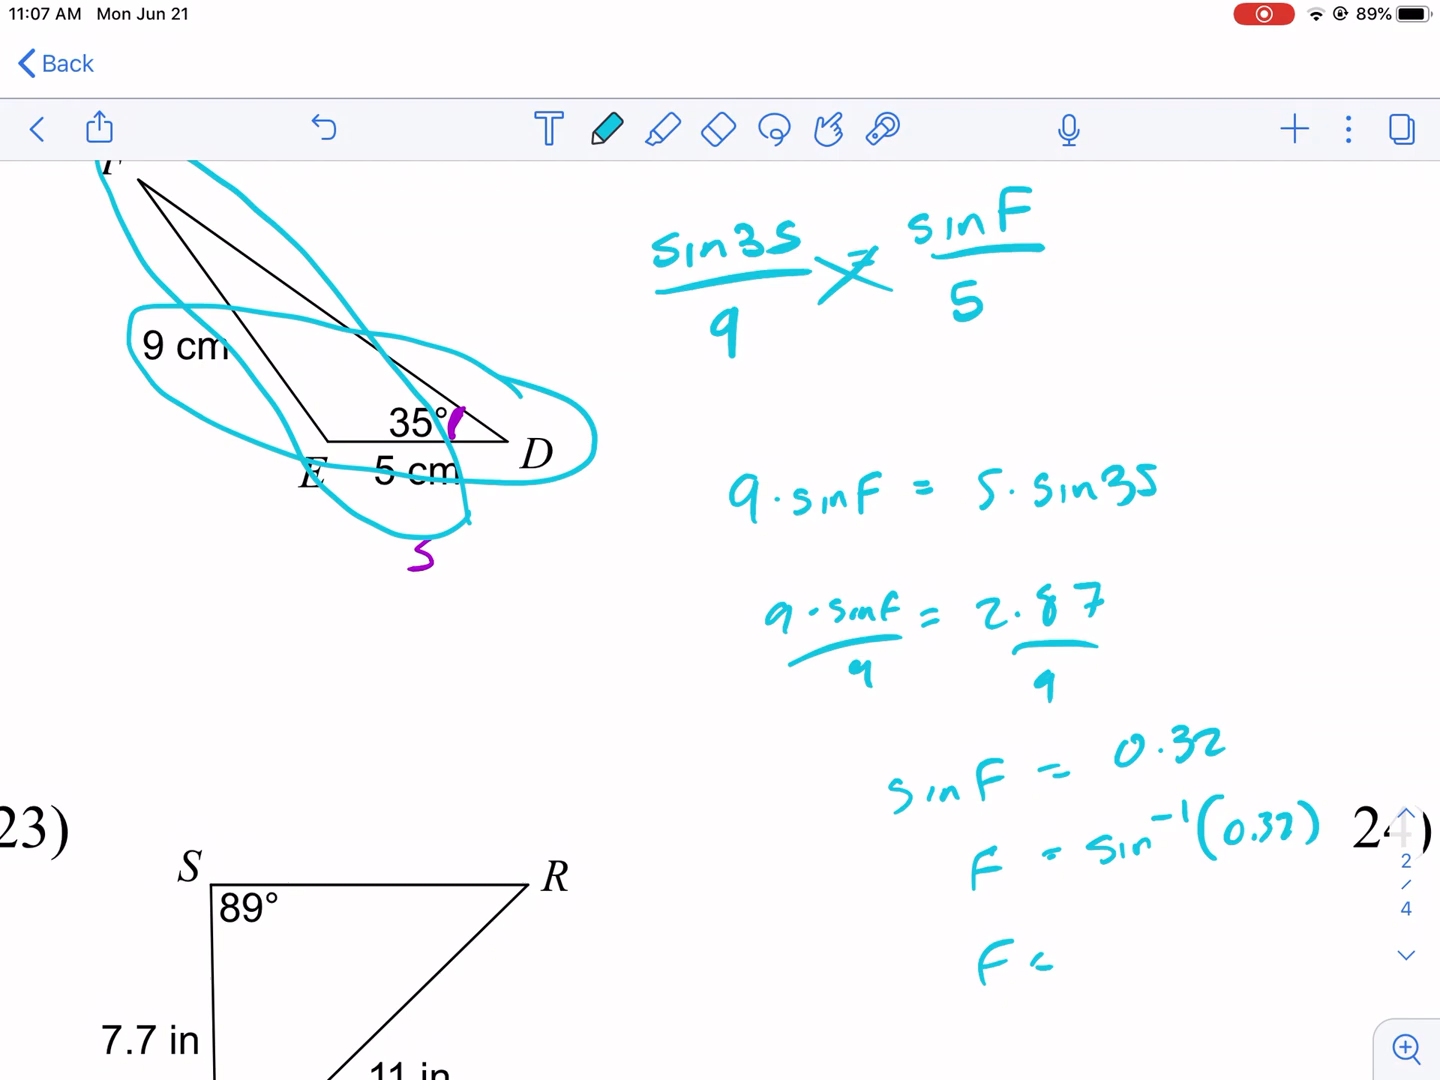 11:07 AM Mon Jun 21
89%
Back
F
sin35/9 = sinF/5
9 cm
35°
D
E
5 cm
5
9·sinF = 5·sin35
9·sinF/9 = 2.87/9
sinF = 0.32
F = sin⁻¹(0.32)
F =
23)
24)
2
/
4
S
R
89°
7.7 in
11 in